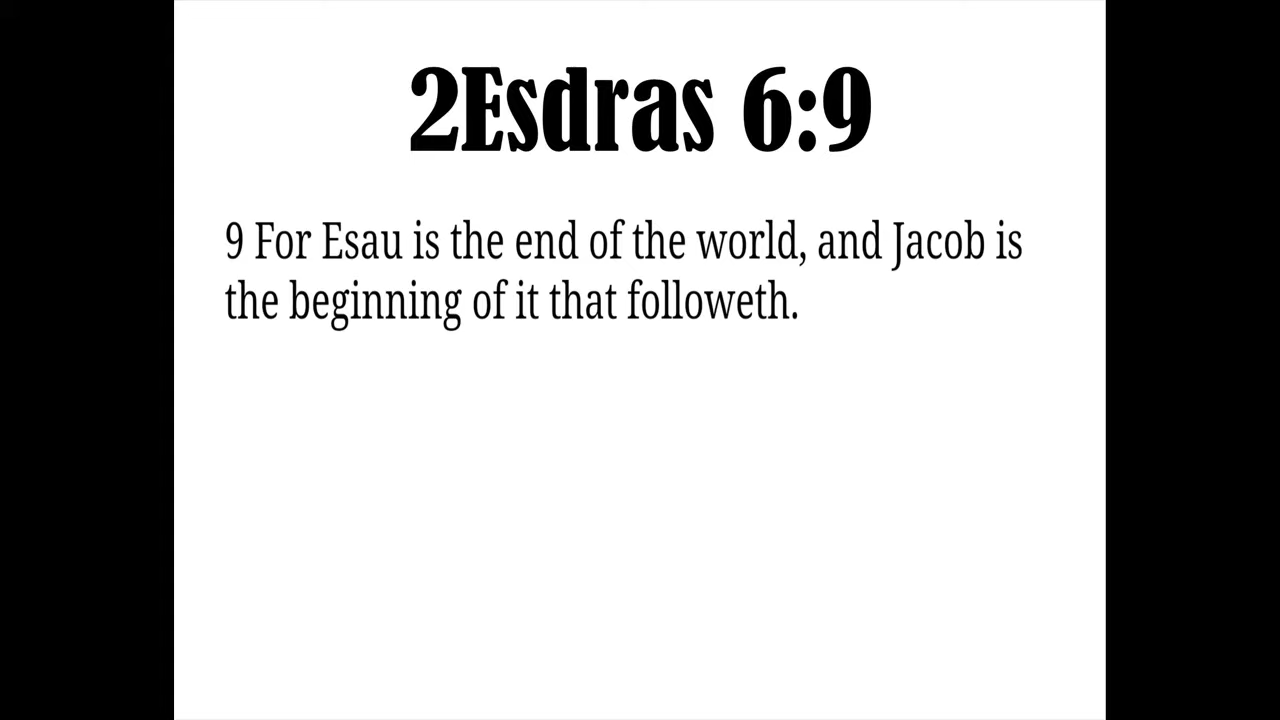 2Esdras 6:9
9 For Esau is the end of the world, and Jacob is
the beginning of it that followeth.